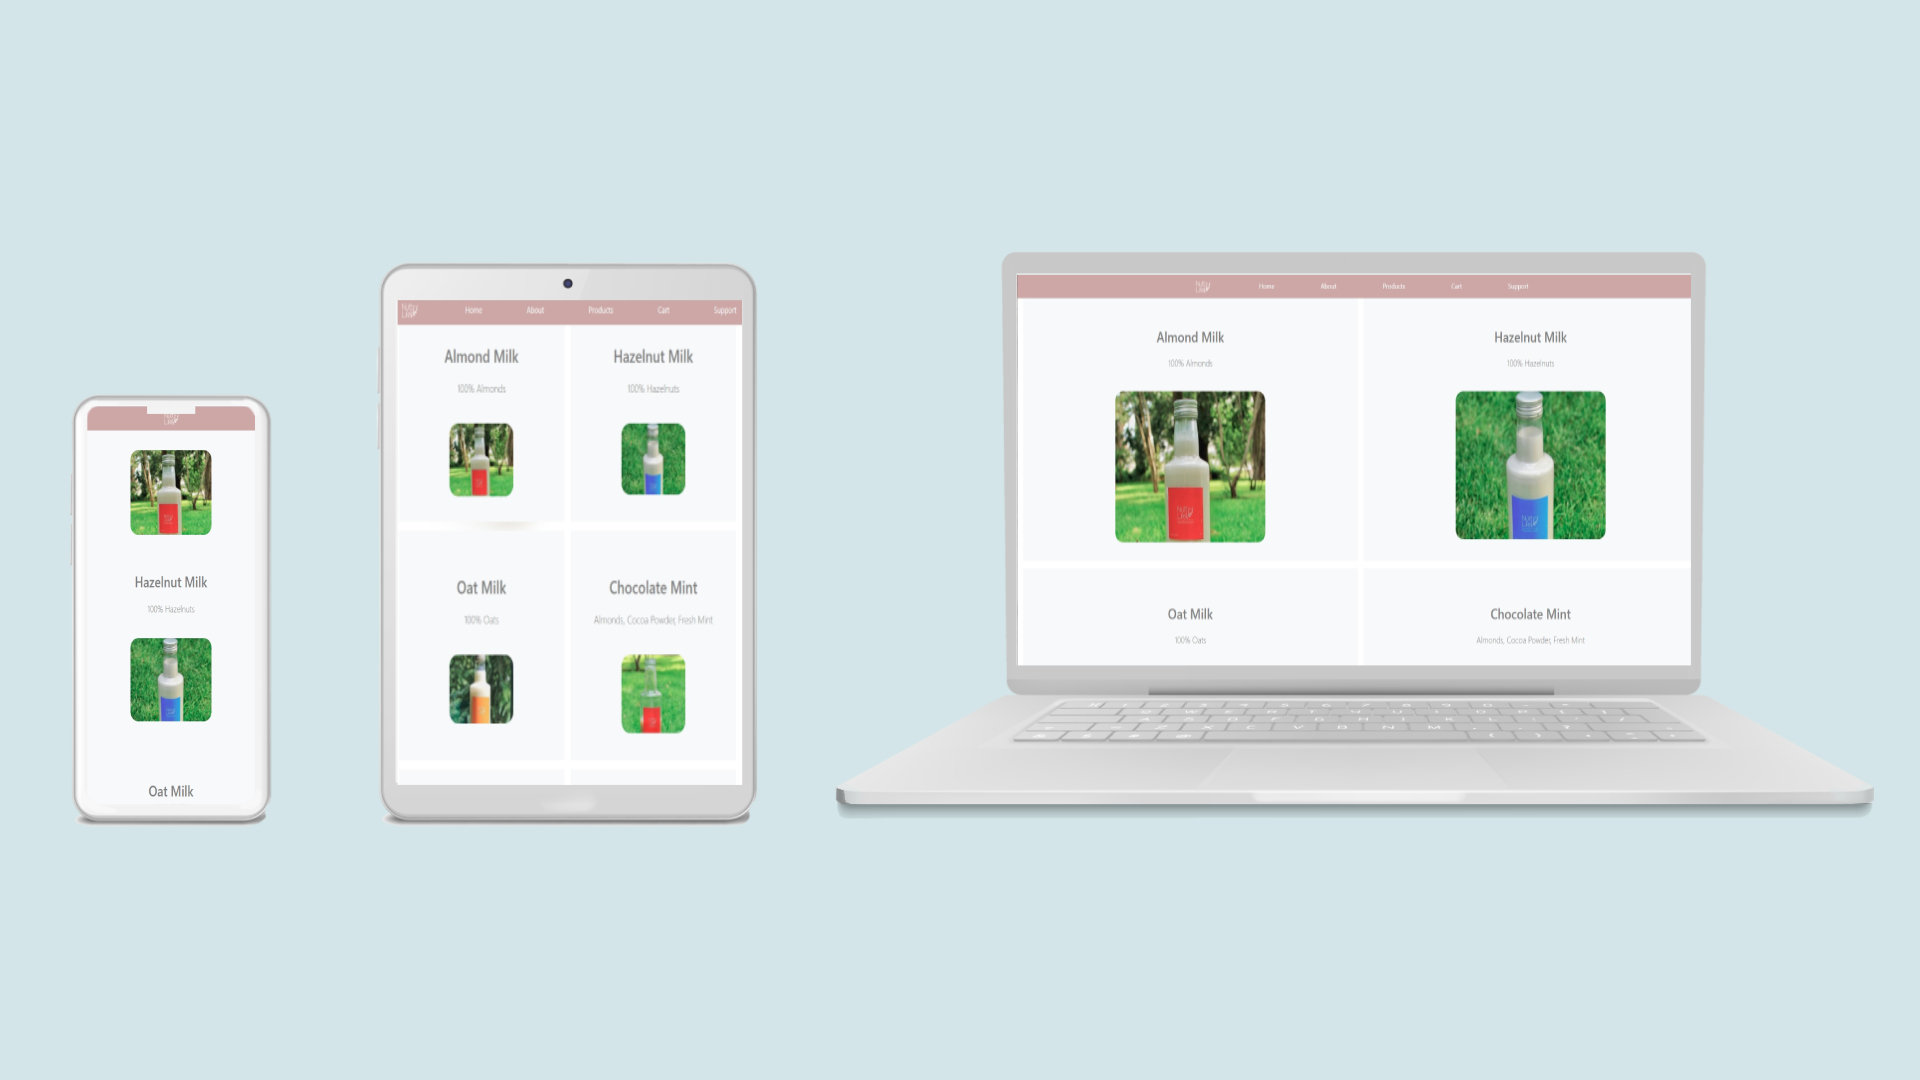 Hazelnut Milk
100% Hazelnuts
Oat Milk
Home About Products Cart Support
Almond Milk Hazelnut Milk
100% Almonds 100% Hazelnuts
Oat Milk Chocolate Mint
100% Oats Almonds, Cocoa Powder, Fresh Mint
Home About Products Cart Support
Almond Milk Hazelnut Milk
100% Almonds 100% Hazelnuts
Oat Milk Chocolate Mint
100% Oats Almonds, Cocoa Powder, Fresh Mint